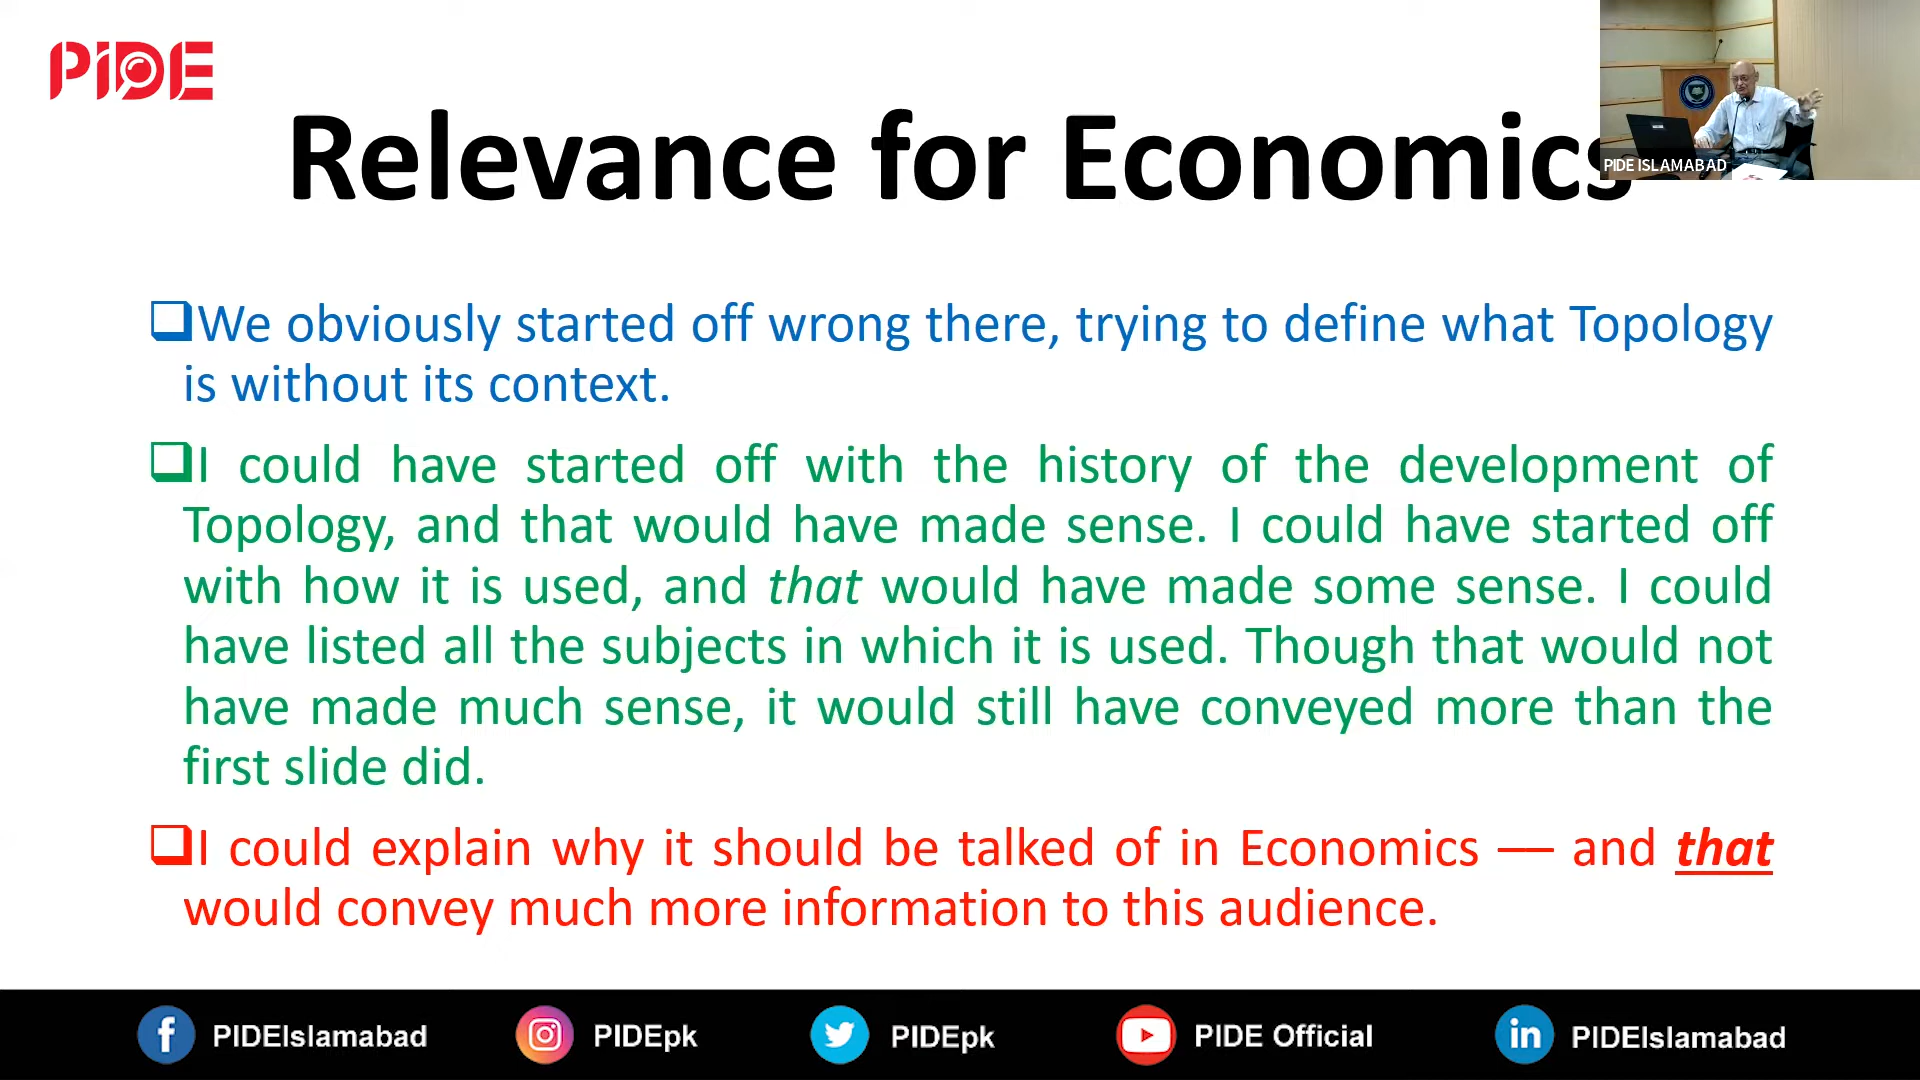 PIDE
Relevance for Economics
PIDE ISLAMABAD
❑We obviously started off wrong there, trying to define what Topology
is without its context.
❑I could have started off with the history of the development of
Topology, and that would have made sense. I could have started off
with how it is used, and that would have made some sense. I could
have listed all the subjects in which it is used. Though that would not
have made much sense, it would still have conveyed more than the
first slide did.
❑I could explain why it should be talked of in Economics — and that
would convey much more information to this audience.
PIDEIslamabad
PIDEpk
PIDEpk
PIDE Official
PIDEIslamabad